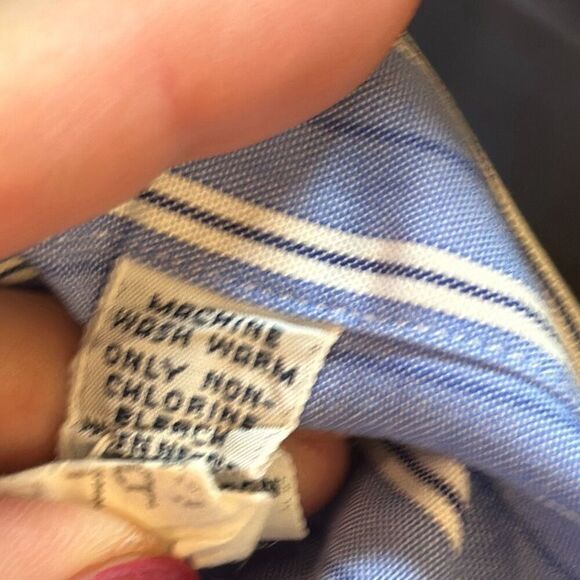 MACHINE
WASH WARM
ONLY NON-
CHLORINE
BLEACH